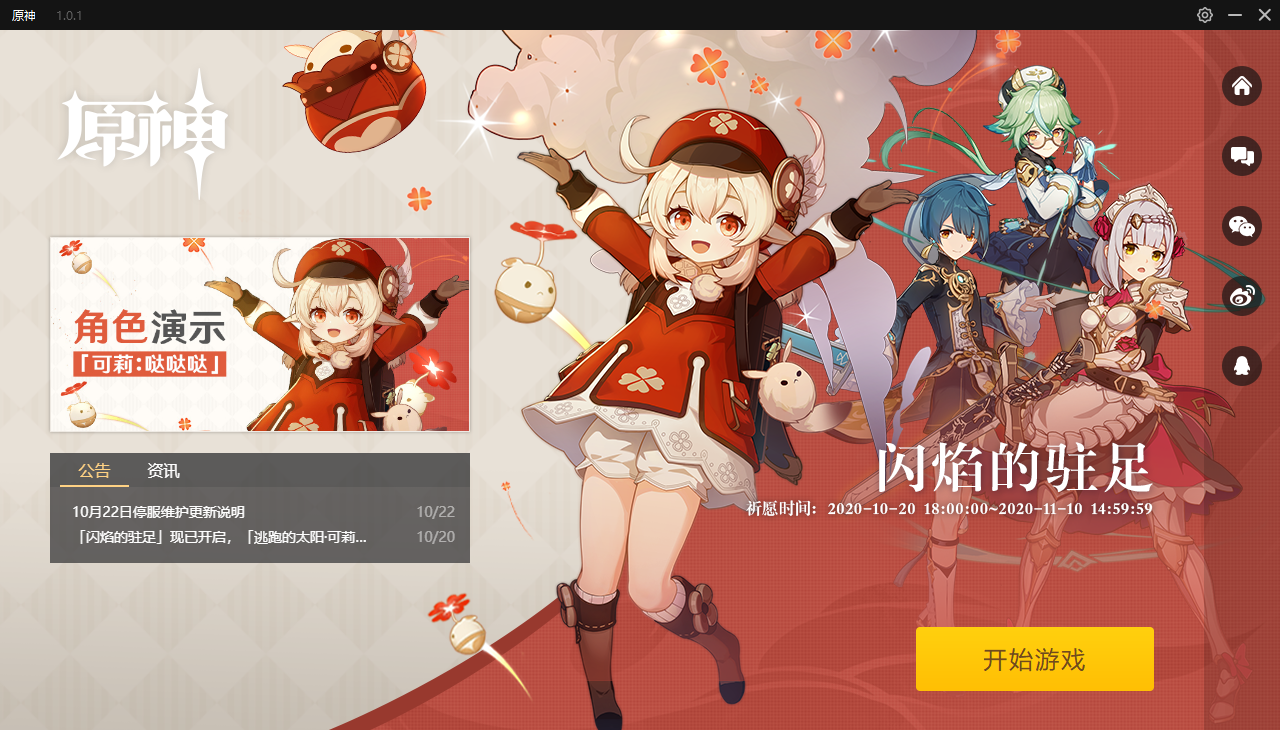 原神 1.0.1
原神
角色演示
「可莉:哒哒哒」
公告 资讯
10月22日停服维护更新说明 10/22
「闪焰的驻足」现已开启，「逃跑的太阳·可莉... 10/20
闪焰的驻足
祈愿时间：2020-10-20 18:00:00~2020-11-10 14:59:59
开始游戏